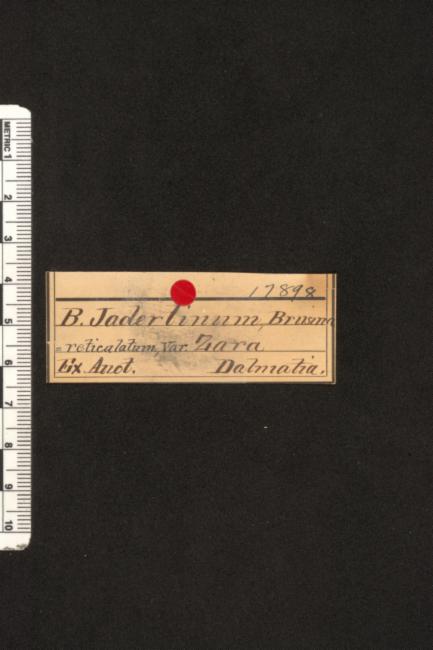 METRIC 1
2
3
4
5
6
7
8
9
10
17898
B. Jadertinum, Brusina
= reticulatum, Var. Zara
Ex Auct. Dalmatia.